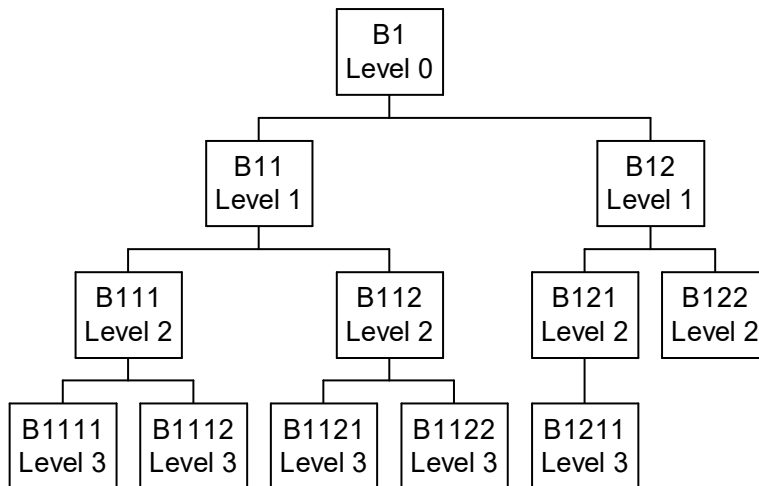 B1
Level 0
B11
Level 1
B12
Level 1
B111
Level 2
B112
Level 2
B121
Level 2
B122
Level 2
B1111
Level 3
B1112
Level 3
B1121
Level 3
B1122
Level 3
B1211
Level 3